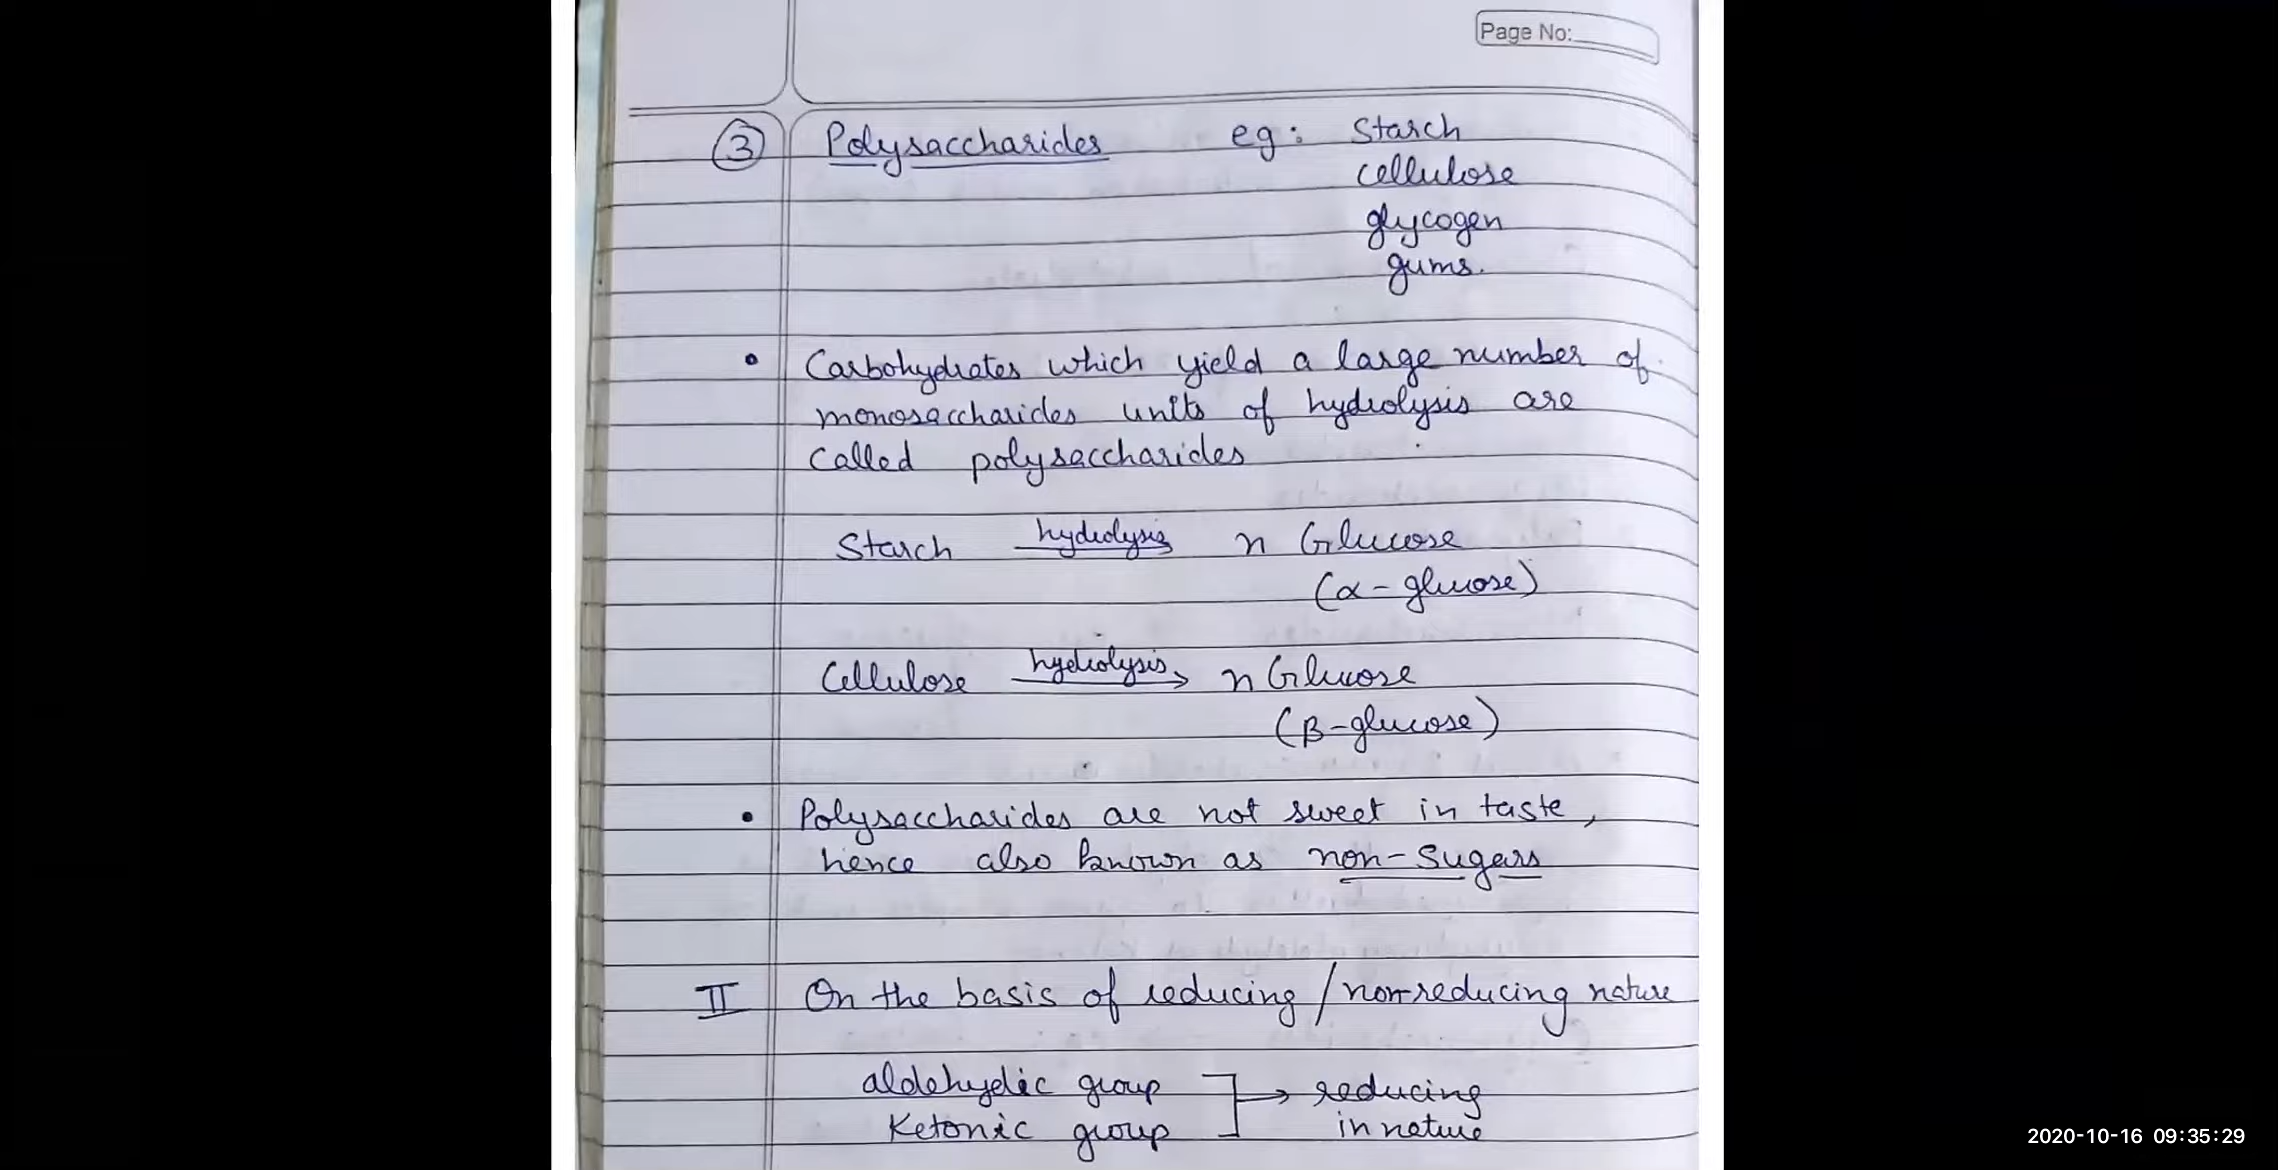 Page No:
③ Polysaccharides eg: Starch
cellulose
glycogen
gums.
• Carbohydrates which yield a large number of
monosaccharides units of hydrolysis are
called polysaccharides
Starch hydrolysis n Glucose
(α-glucose)
Cellulose hydrolysis → n Glucose
(β-glucose)
• Polysaccharides are not sweet in taste,
hence also known as non-sugars
II On the basis of reducing/non-reducing nature
aldehydic group ] → reducing
Ketonic group in nature
2020-10-16 09:35:29